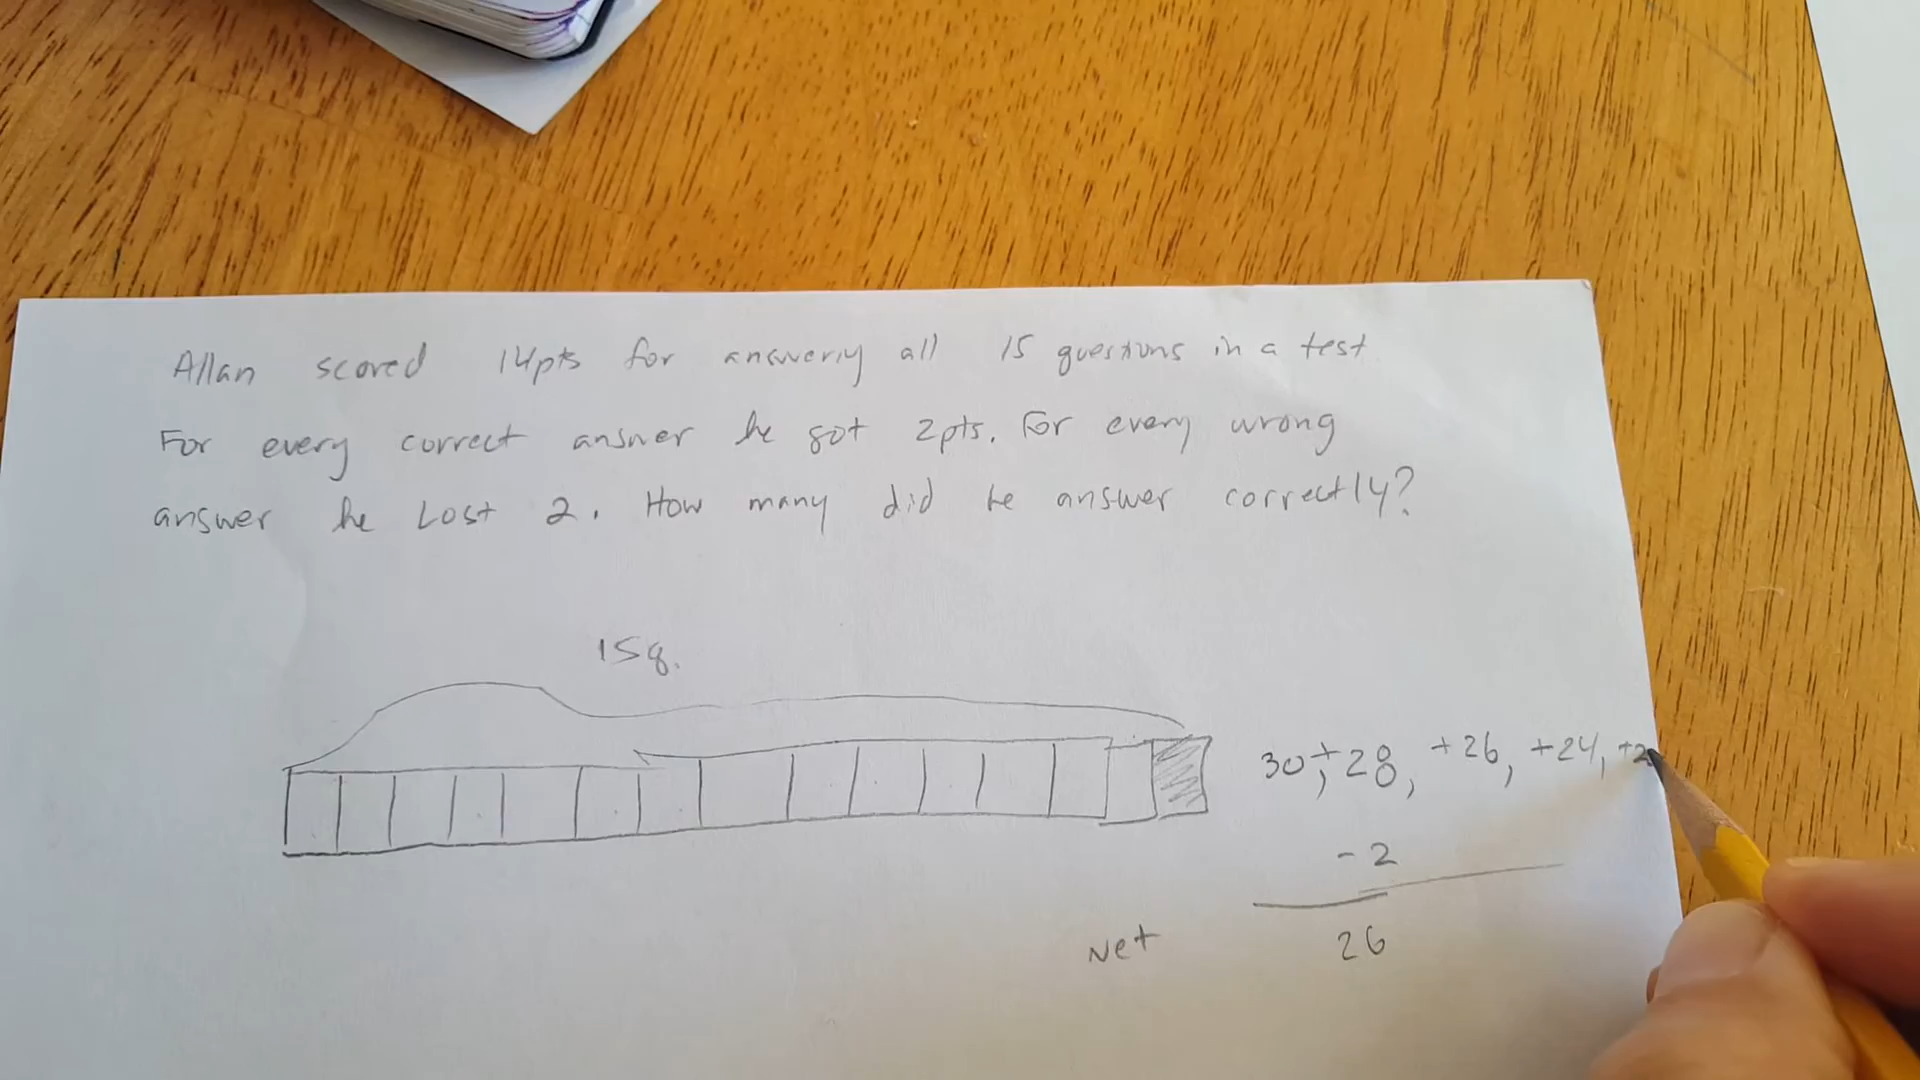 Allan scored 14pts for answering all 15 questions in a test
For every correct answer he got 2pts. For every wrong
answer he Lost 2. How many did he answer correctly?
15q.
30, +28, +26, +24, +2
-2
Net 26